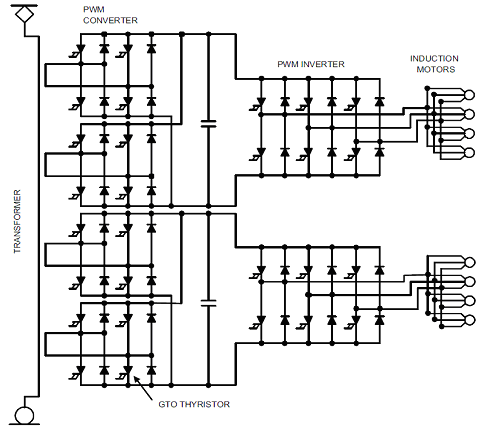 PWM
CONVERTER
PWM INVERTER
INDUCTION
MOTORS
TRANSFORMER
GTO THYRISTOR